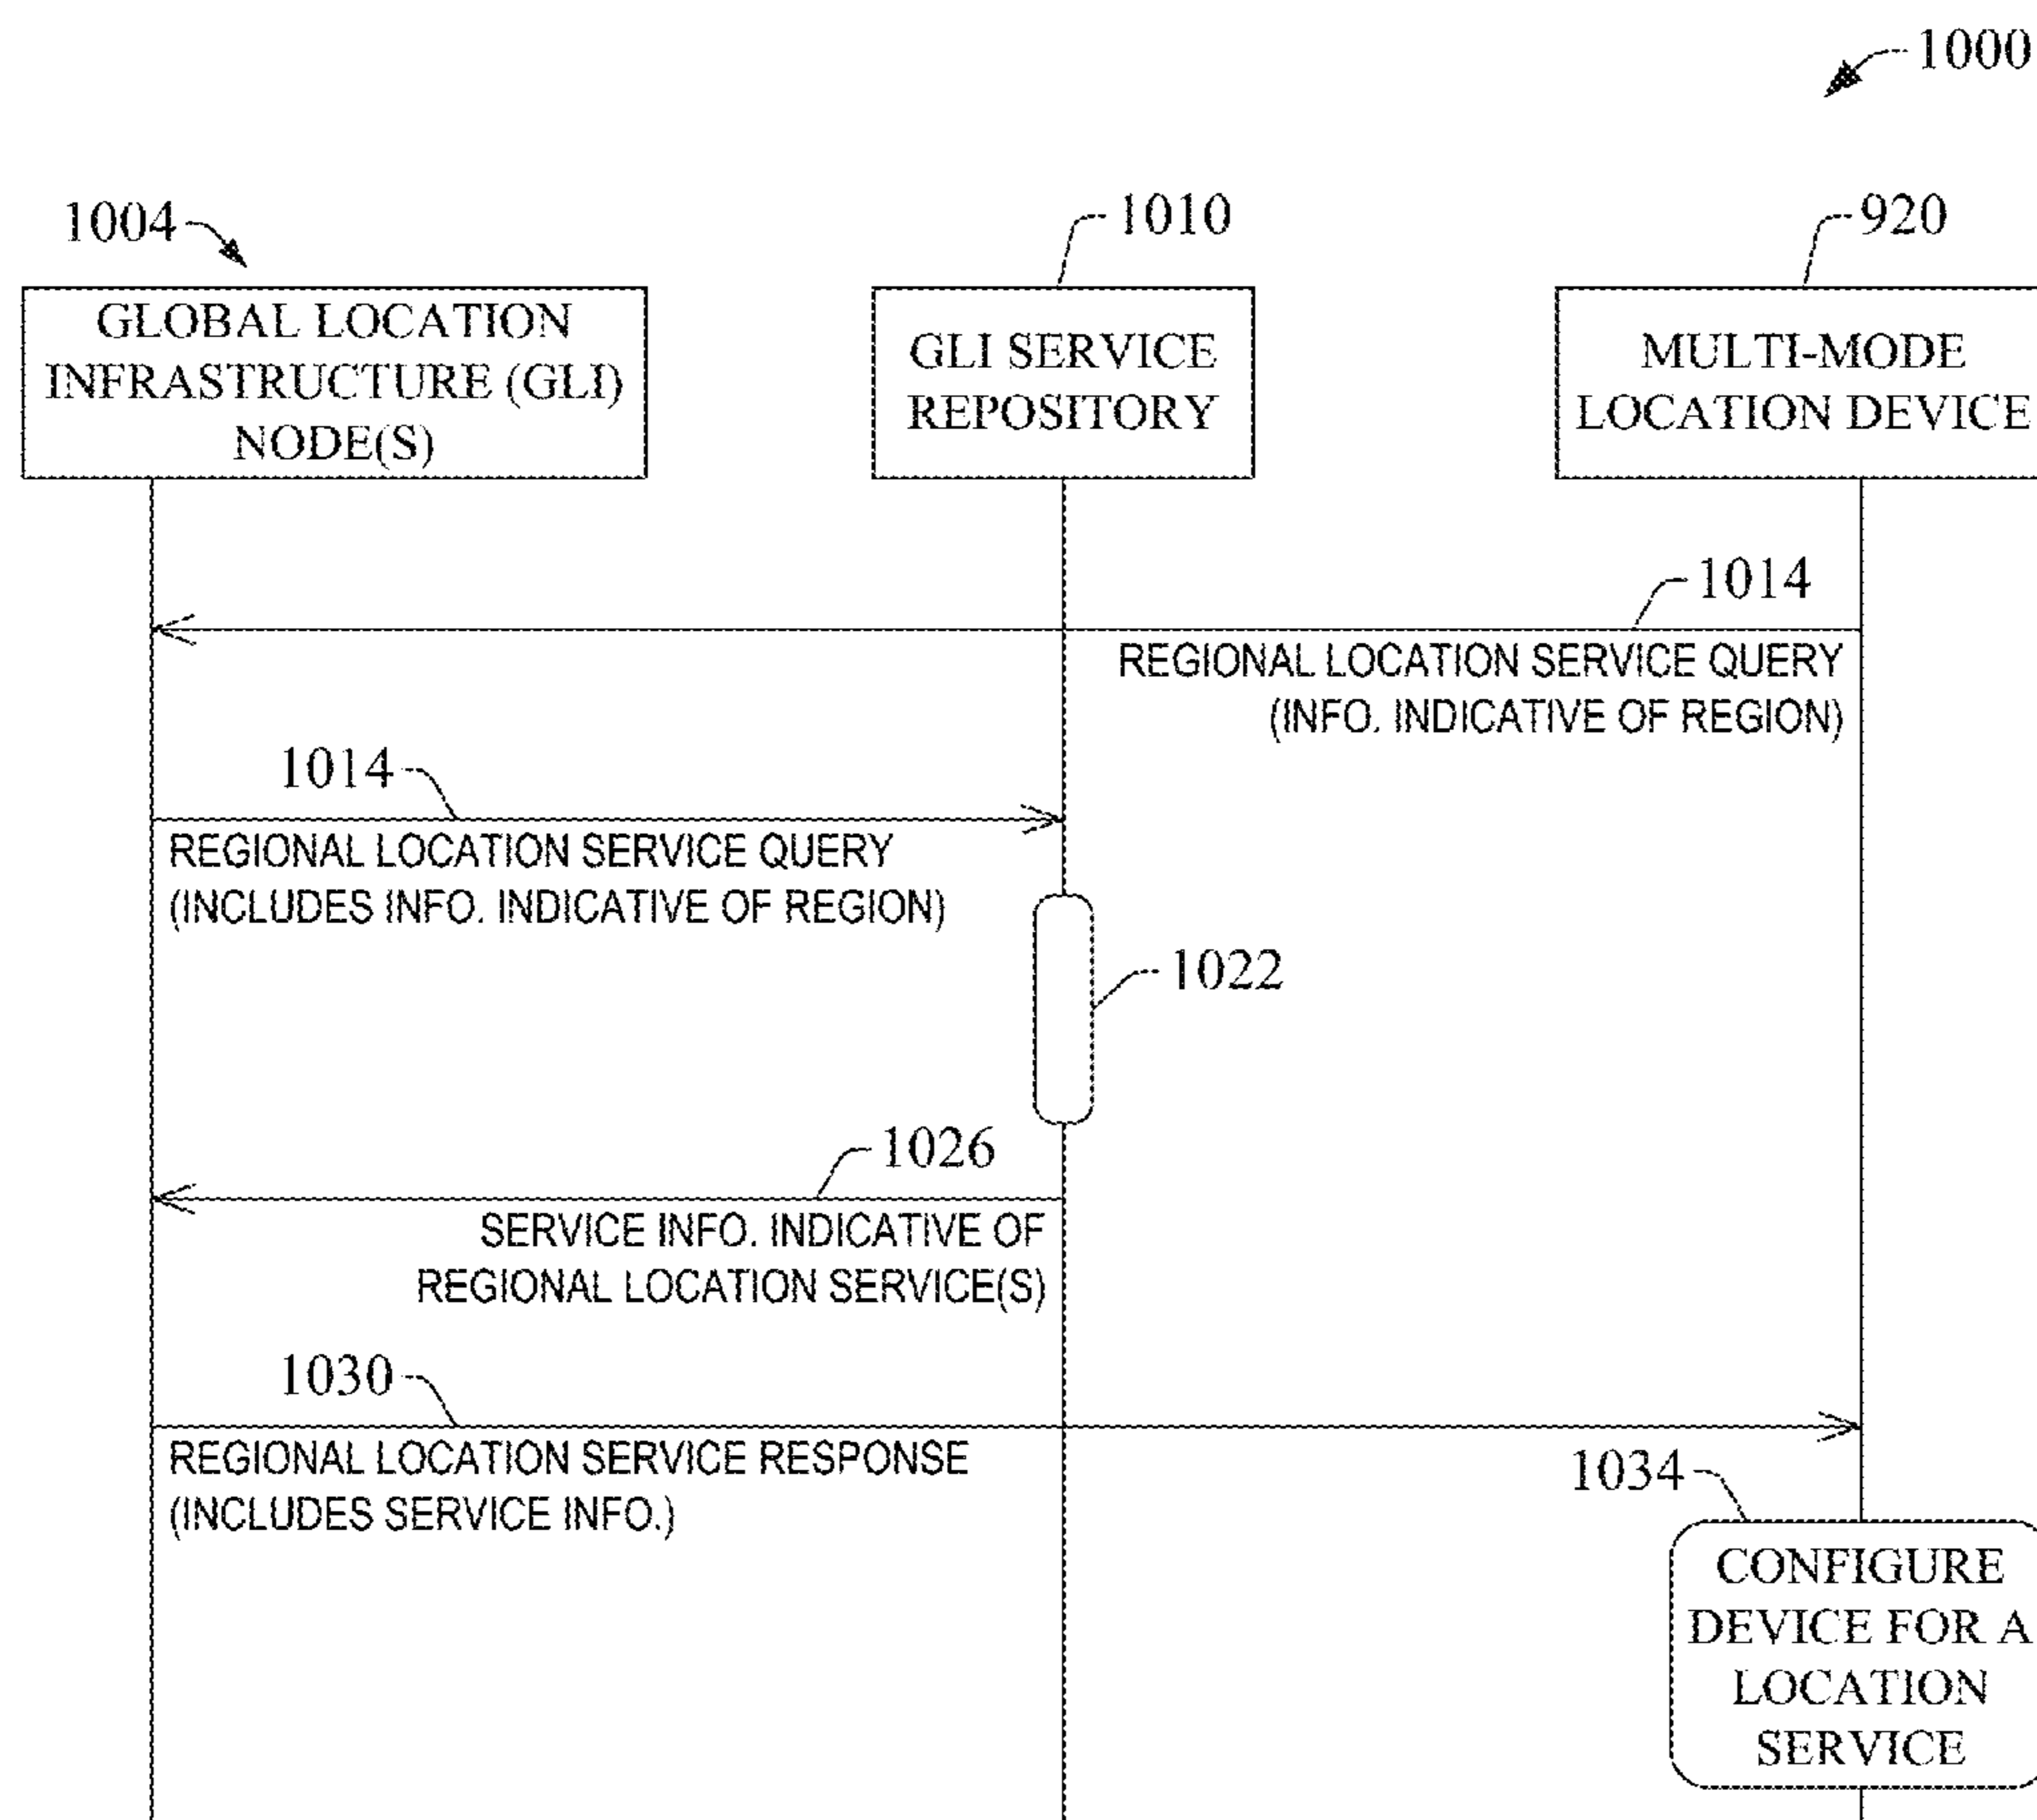 1000
1004
1010
920
GLOBAL LOCATION
INFRASTRUCTURE (GLI)
NODE(S)
GLI SERVICE
REPOSITORY
MULTI-MODE
LOCATION DEVICE
1014
REGIONAL LOCATION SERVICE QUERY
(INFO. INDICATIVE OF REGION)
1014
REGIONAL LOCATION SERVICE QUERY
(INCLUDES INFO. INDICATIVE OF REGION)
1022
1026
SERVICE INFO. INDICATIVE OF
REGIONAL LOCATION SERVICE(S)
1030
REGIONAL LOCATION SERVICE RESPONSE
(INCLUDES SERVICE INFO.)
1034
CONFIGURE
DEVICE FOR A
LOCATION
SERVICE